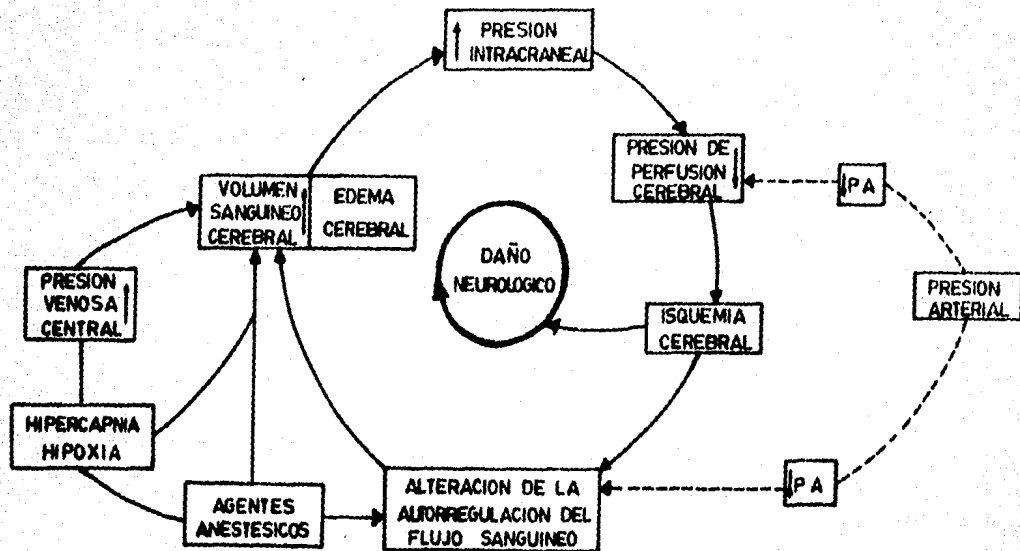 ↑ PRESION
INTRACRANEAL
PRESION DE
PERFUSION ↓
CEREBRAL
↓PA
VOLUMEN ↑
SANGUINEO
CEREBRAL
EDEMA
CEREBRAL
DAÑO
NEUROLOGICO
PRESION ↑
VENOSA
CENTRAL
PRESION
ARTERIAL
ISQUEMIA
CEREBRAL
HIPERCAPNIA
HIPOXIA
AGENTES
ANESTESICOS
ALTERACION DE LA
AUTORREGULACION DEL
FLUJO SANGUINEO
↓PA